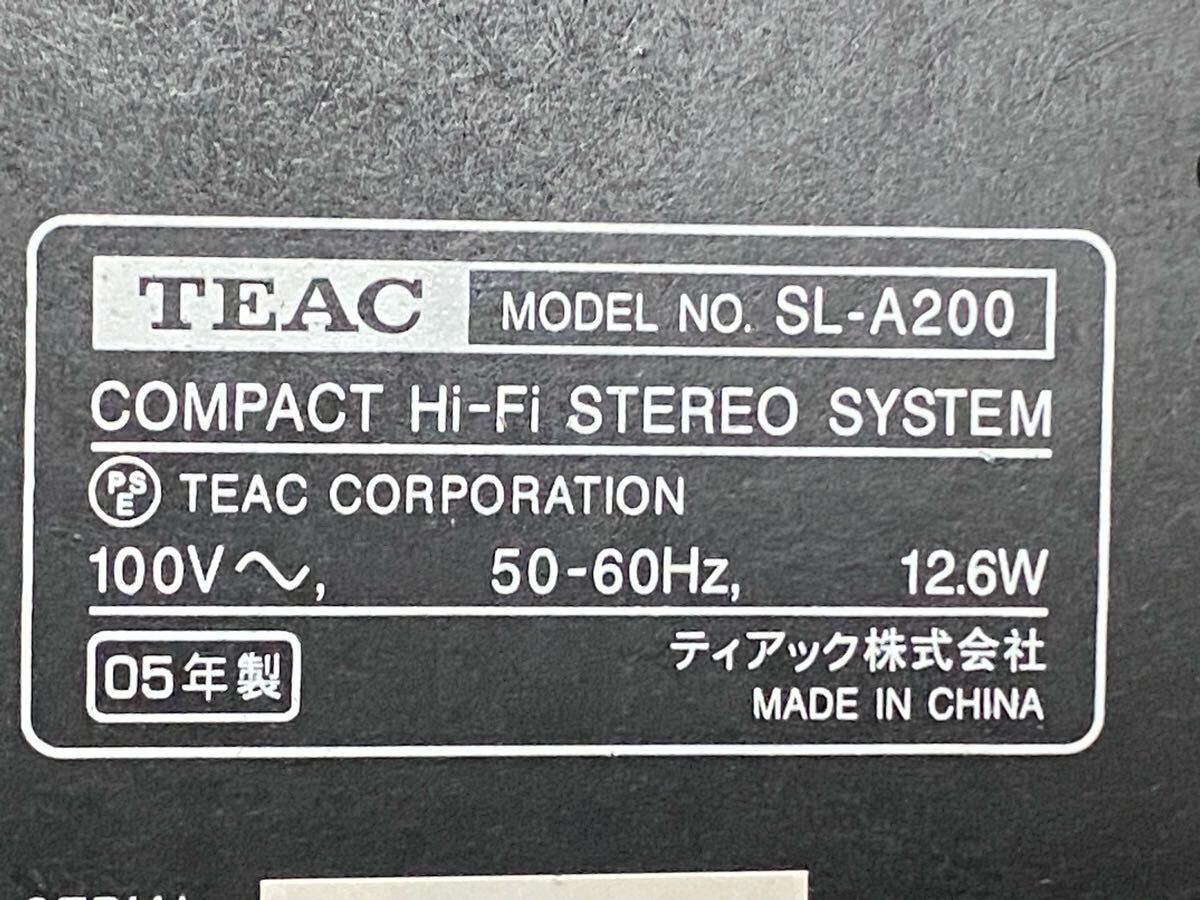 TEAC MODEL NO. SL-A200
COMPACT Hi-Fi STEREO SYSTEM
PSE TEAC CORPORATION
100V～, 50-60Hz, 12.6W
05年製 ティアック株式会社
MADE IN CHINA